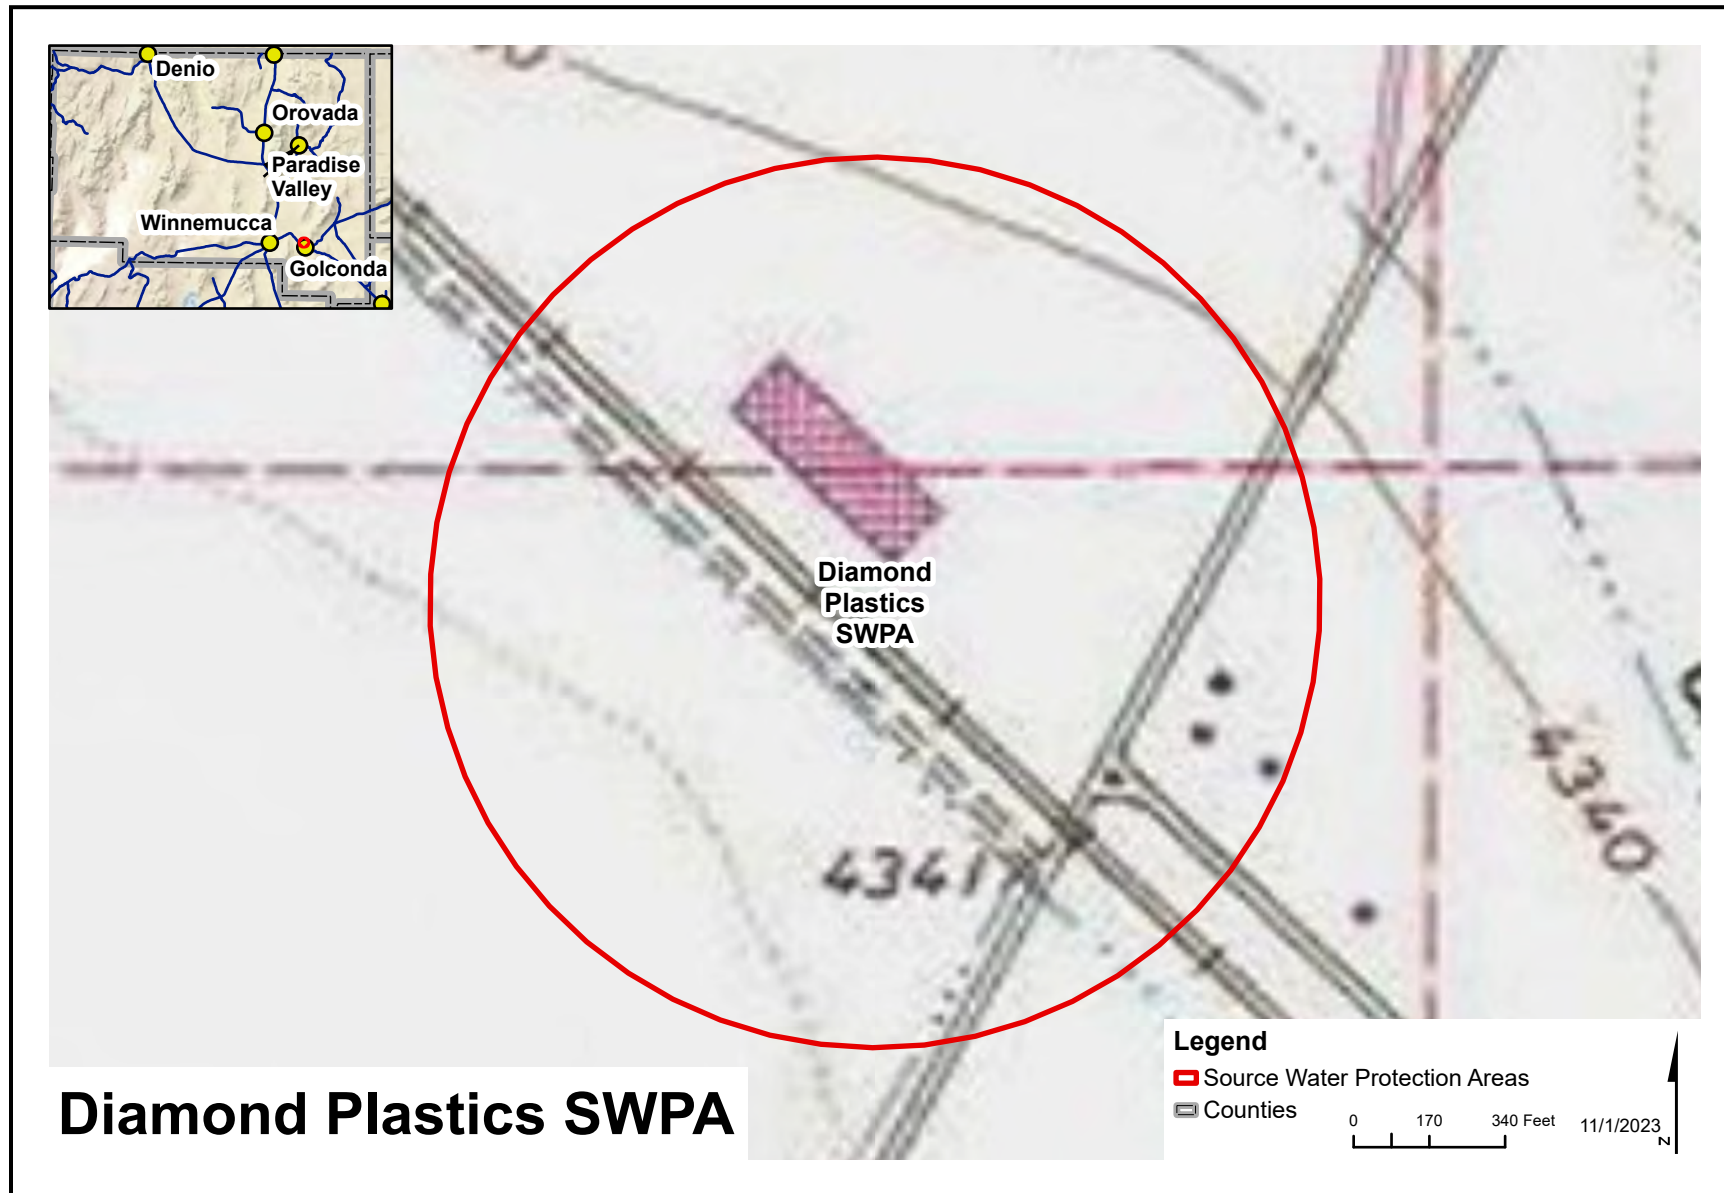 Denio
Orovada
Paradise
Valley
Winnemucca
Golconda
Diamond
Plastics
SWPA
4341
4340
Diamond Plastics SWPA
Legend
Source Water Protection Areas
Counties
0 170 340 Feet
11/1/2023
N